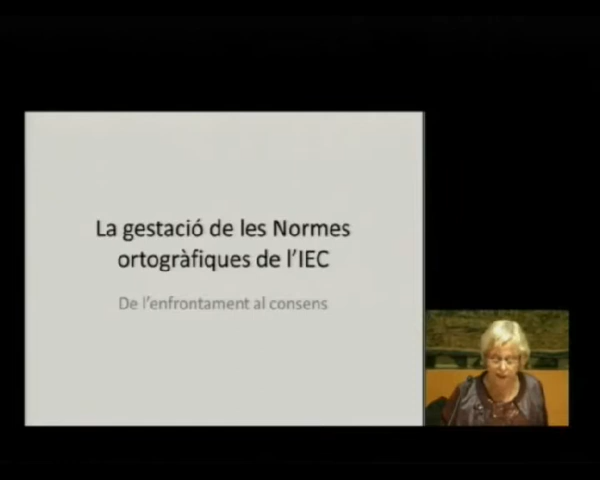 La gestació de les Normes
ortogràfiques de l'IEC
De l'enfrontament al consens